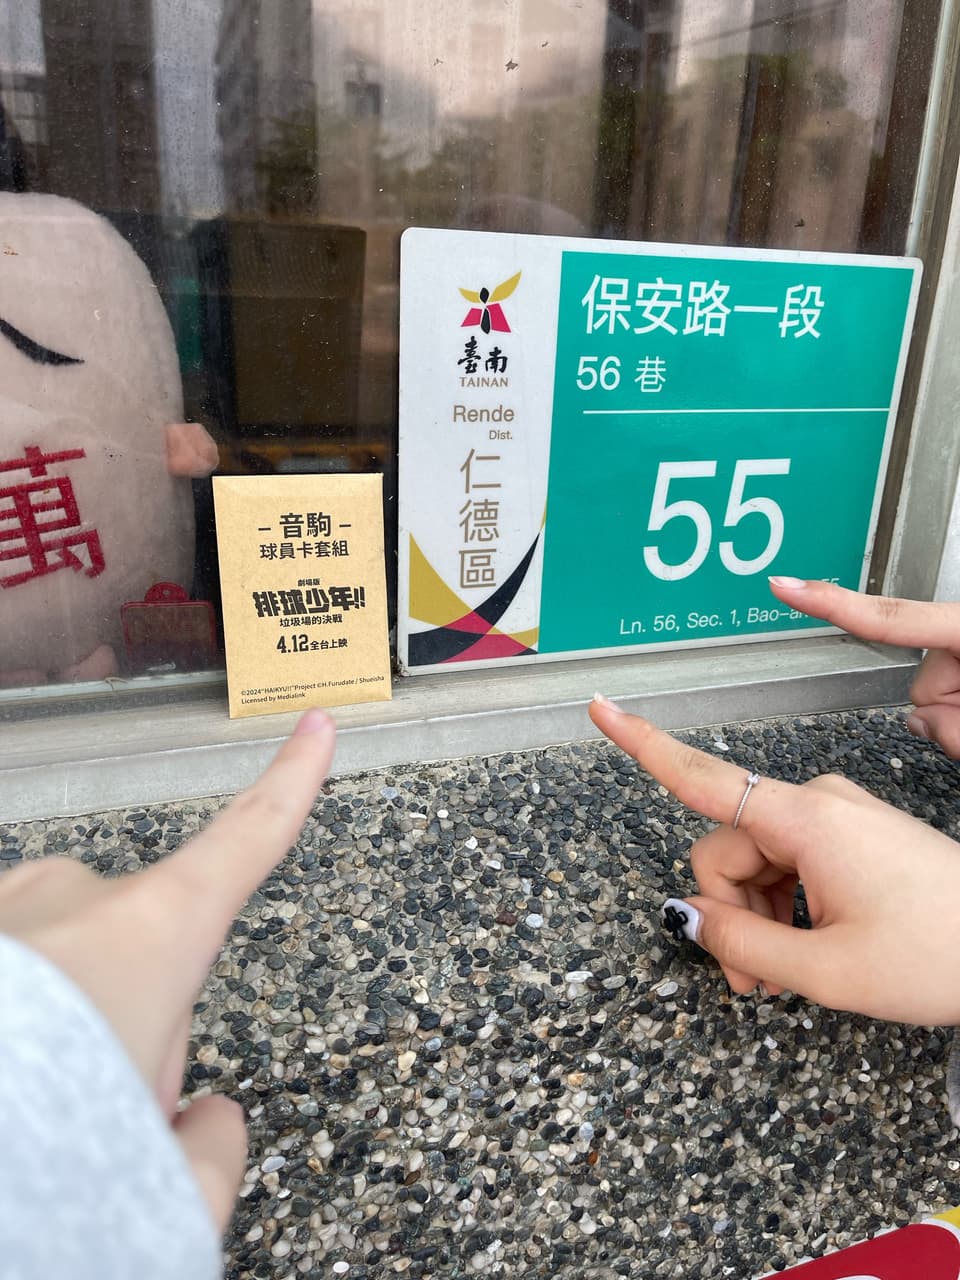 萬
– 音駒 –
球員卡套組
劇場版
排球少年!!
垃圾場的決戰
4.12全台上映
©2024"HAIKYU!!"Project ©H.Furudate / Shueisha
Licensed by Medialink
臺南
TAINAN
Rende
Dist.
仁德區
保安路一段
56 巷
55
Ln. 56, Sec. 1, Bao-an